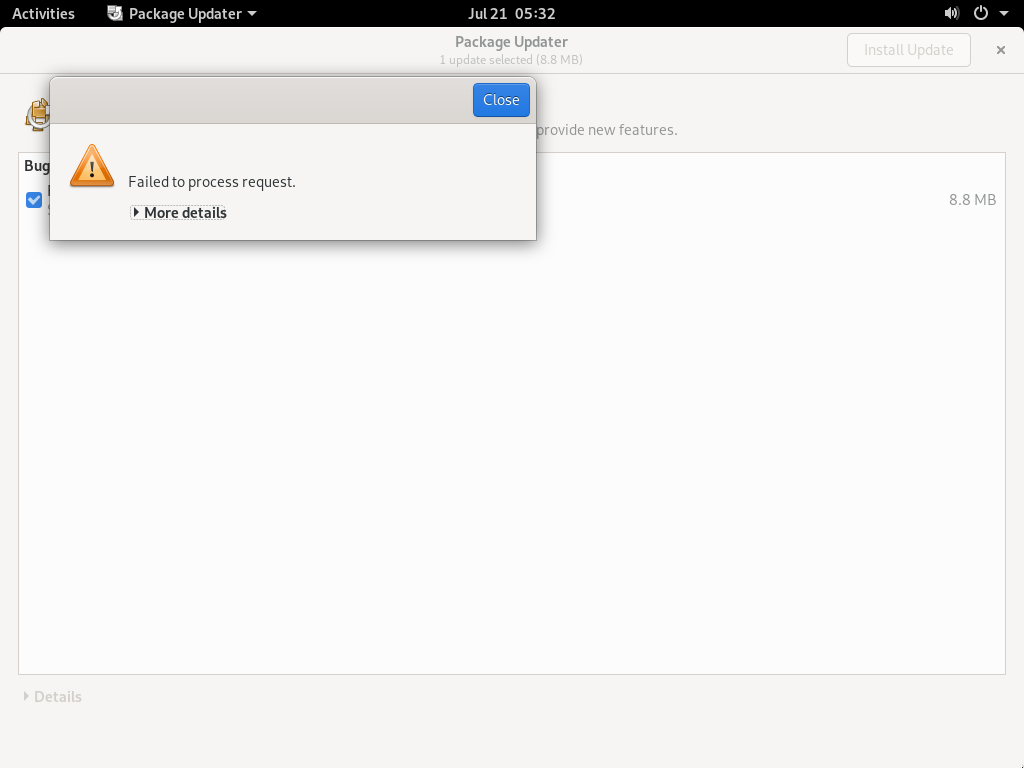 Activities
Package Updater
Jul 21 05:32
Package Updater
1 update selected (8.8 MB)
Install Update
Close
provide new features.
Failed to process request.
More details
Bug
8.8 MB
Details